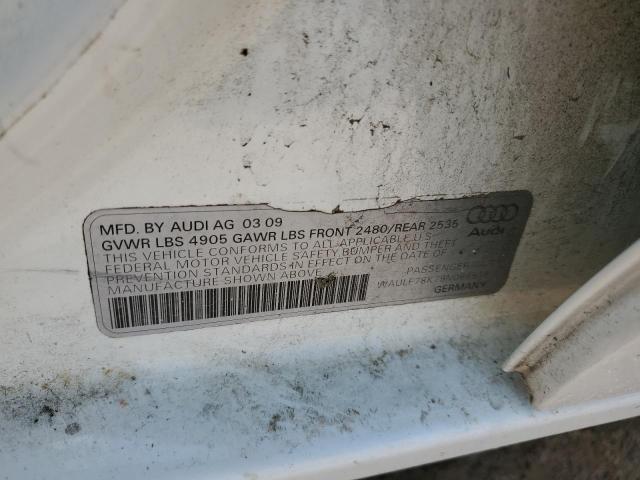 MFD. BY AUDI AG 03 09
GVWR LBS 4905 GAWR LBS FRONT 2480/REAR 2535
THIS VEHICLE CONFORMS TO ALL APPLICABLE U.S
FEDERAL MOTOR VEHICLE SAFETY, BUMPER AND THEFT
PREVENTION STANDARDS IN EFFECT ON THE DATE OF
MANUFACTURE SHOWN ABOVE
Audi
PASSENGER
GERMANY